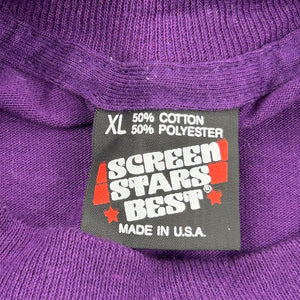 XL 50% COTTON
50% POLYESTER
SCREEN
STARS
BEST®
MADE IN U.S.A.